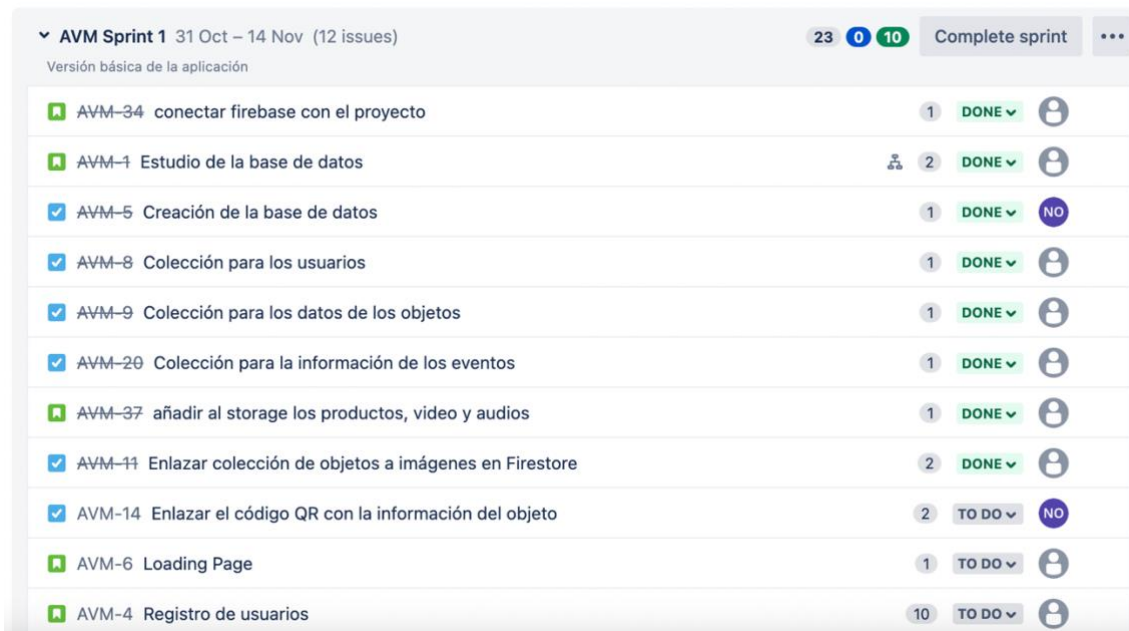 AVM Sprint 1 31 Oct – 14 Nov (12 issues) 23 0 10 Complete sprint •••
Versión básica de la aplicación
AVM-34 conectar firebase con el proyecto 1 DONE
AVM-1 Estudio de la base de datos 2 DONE
AVM-5 Creación de la base de datos 1 DONE NO
AVM-8 Colección para los usuarios 1 DONE
AVM-9 Colección para los datos de los objetos 1 DONE
AVM-20 Colección para la información de los eventos 1 DONE
AVM-37 añadir al storage los productos, video y audios 1 DONE
AVM-11 Enlazar colección de objetos a imágenes en Firestore 2 DONE
AVM-14 Enlazar el código QR con la información del objeto 2 TO DO NO
AVM-6 Loading Page 1 TO DO
AVM-4 Registro de usuarios 10 TO DO